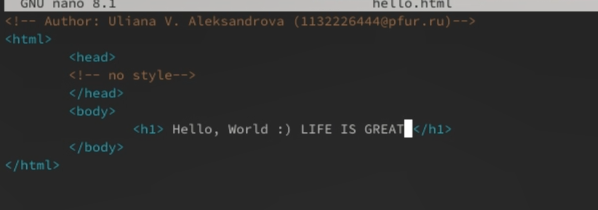 GNU nano 8.1 hello.html
<!-- Author: Uliana V. Aleksandrova (1132226444@pfur.ru)-->
<html>
<head>
<!-- no style-->
</head>
<body>
<h1> Hello, World :) LIFE IS GREAT </h1>
</body>
</html>